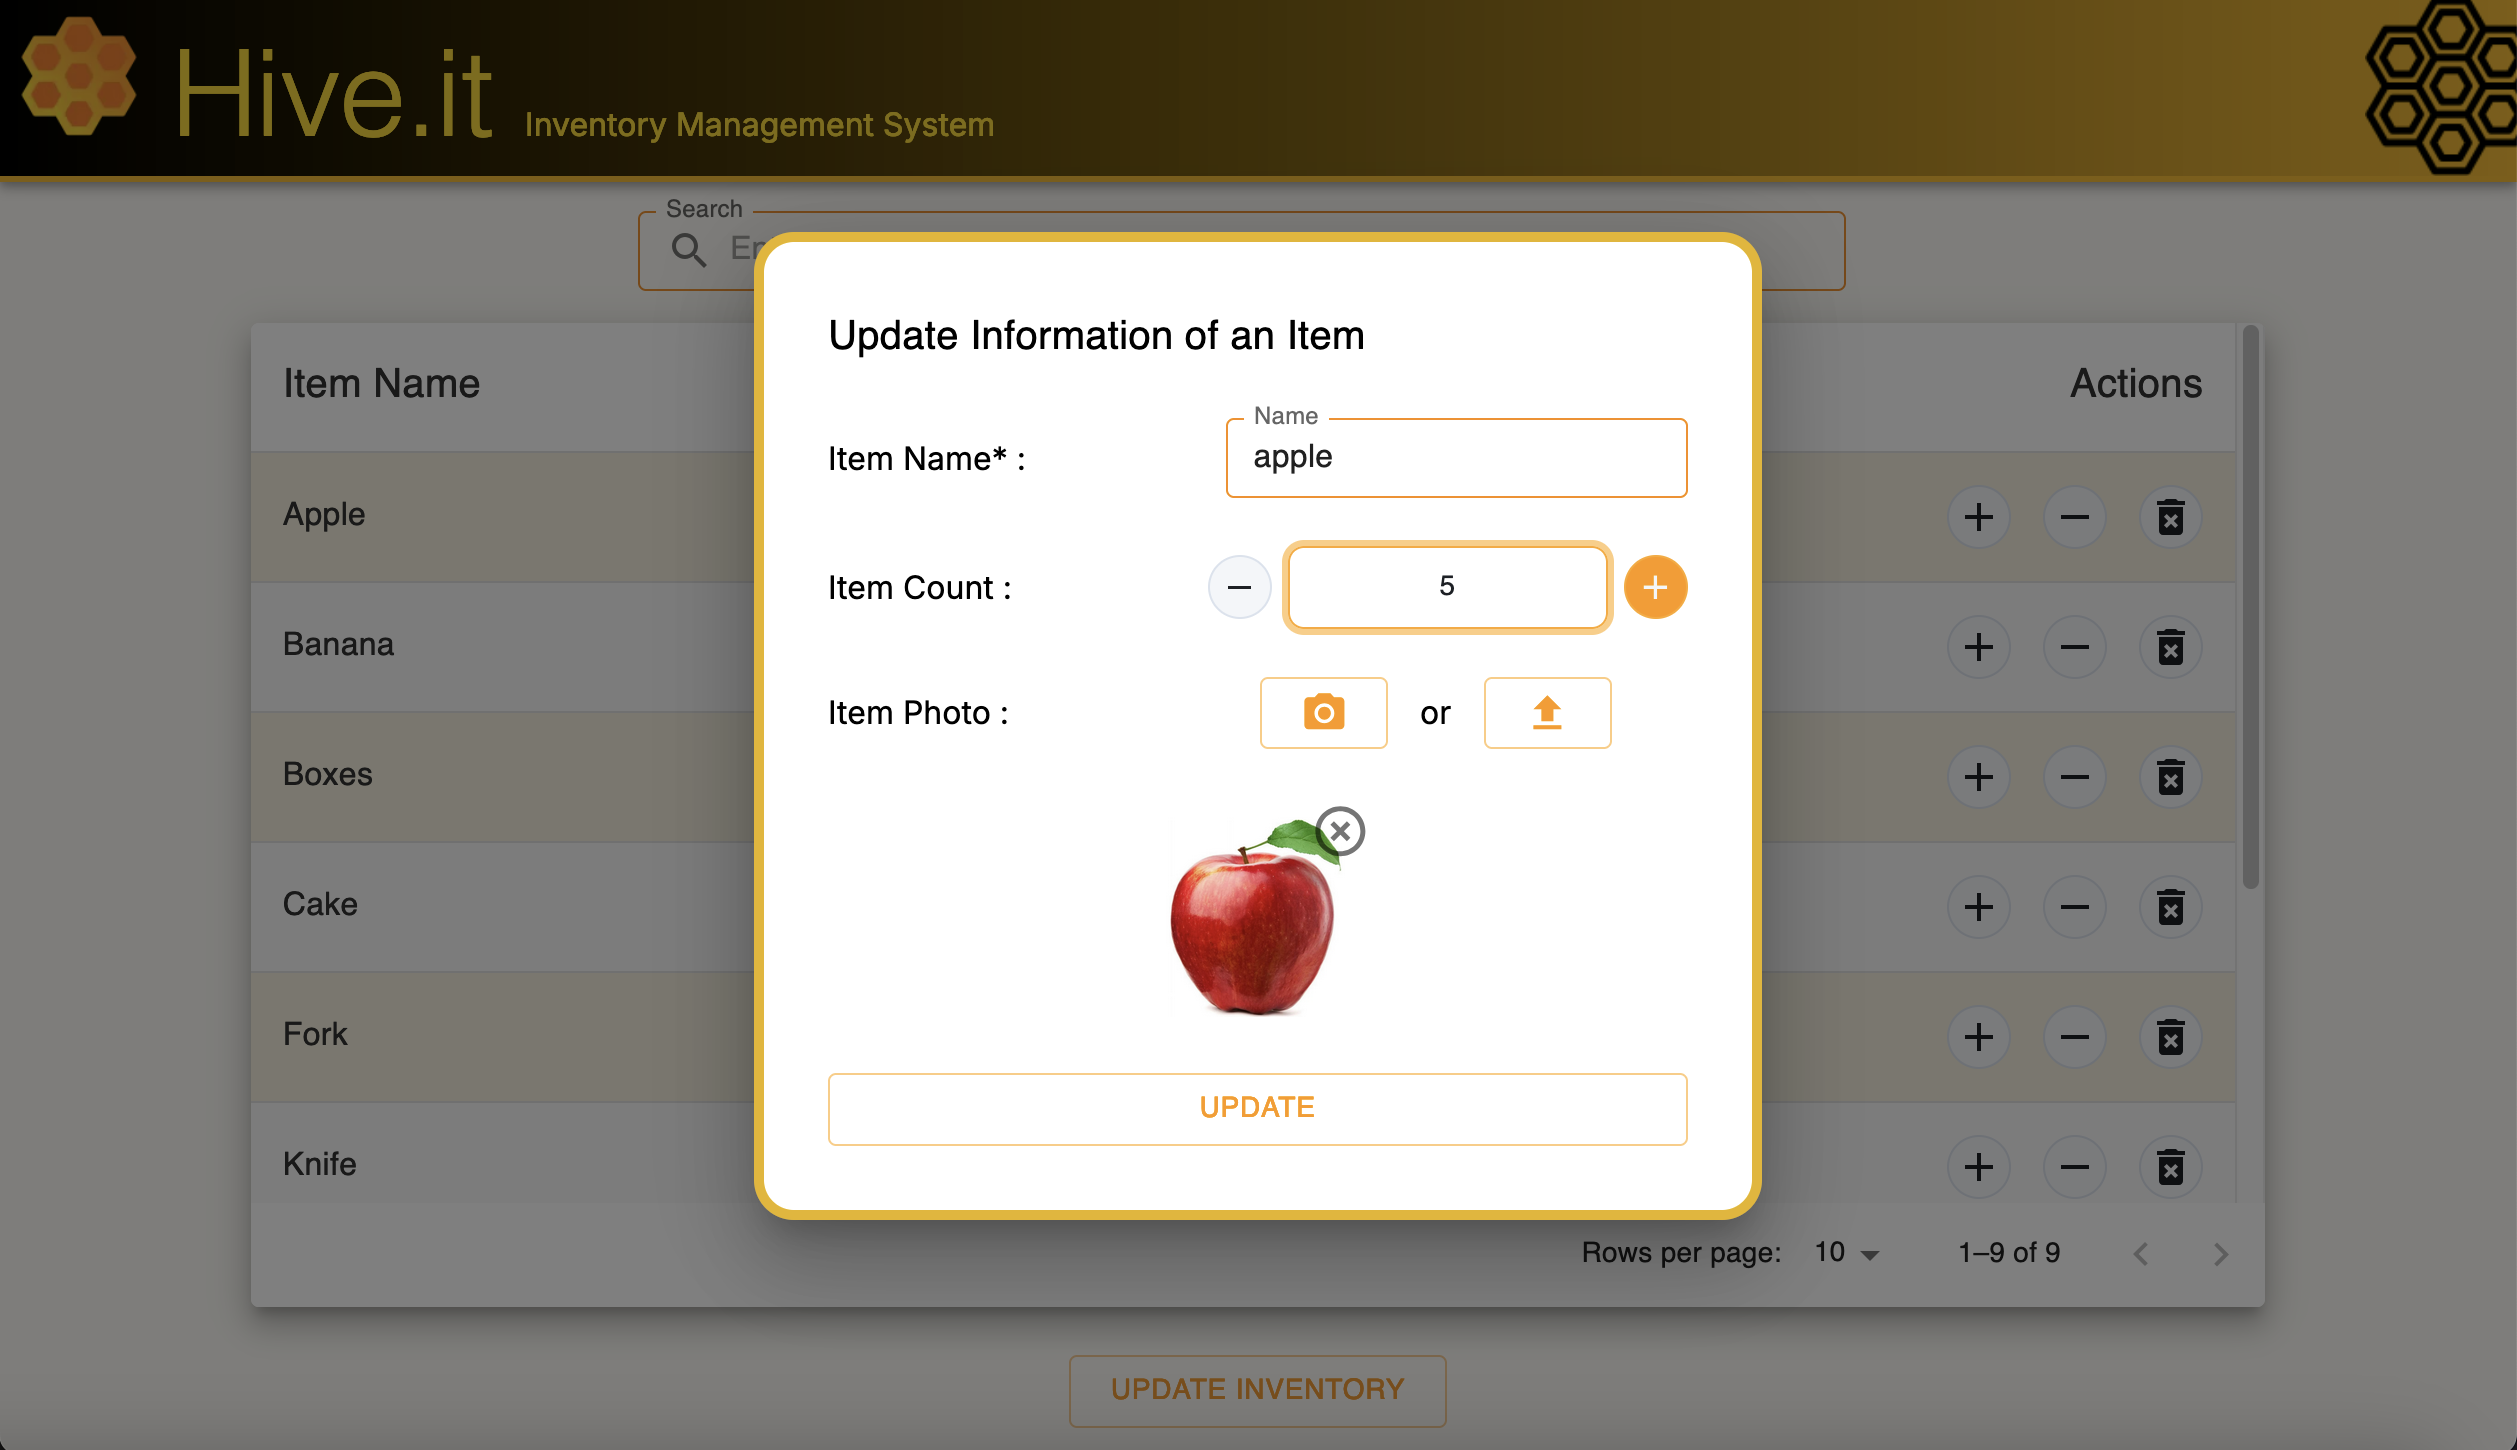 Hive.it Inventory Management System
Search
Update Information of an Item
Item Name* :
Name
apple
Item Count :
5
Item Photo :
or
UPDATE
Item Name
Actions
Apple
Banana
Boxes
Cake
Fork
Knife
Rows per page: 10 1–9 of 9
UPDATE INVENTORY